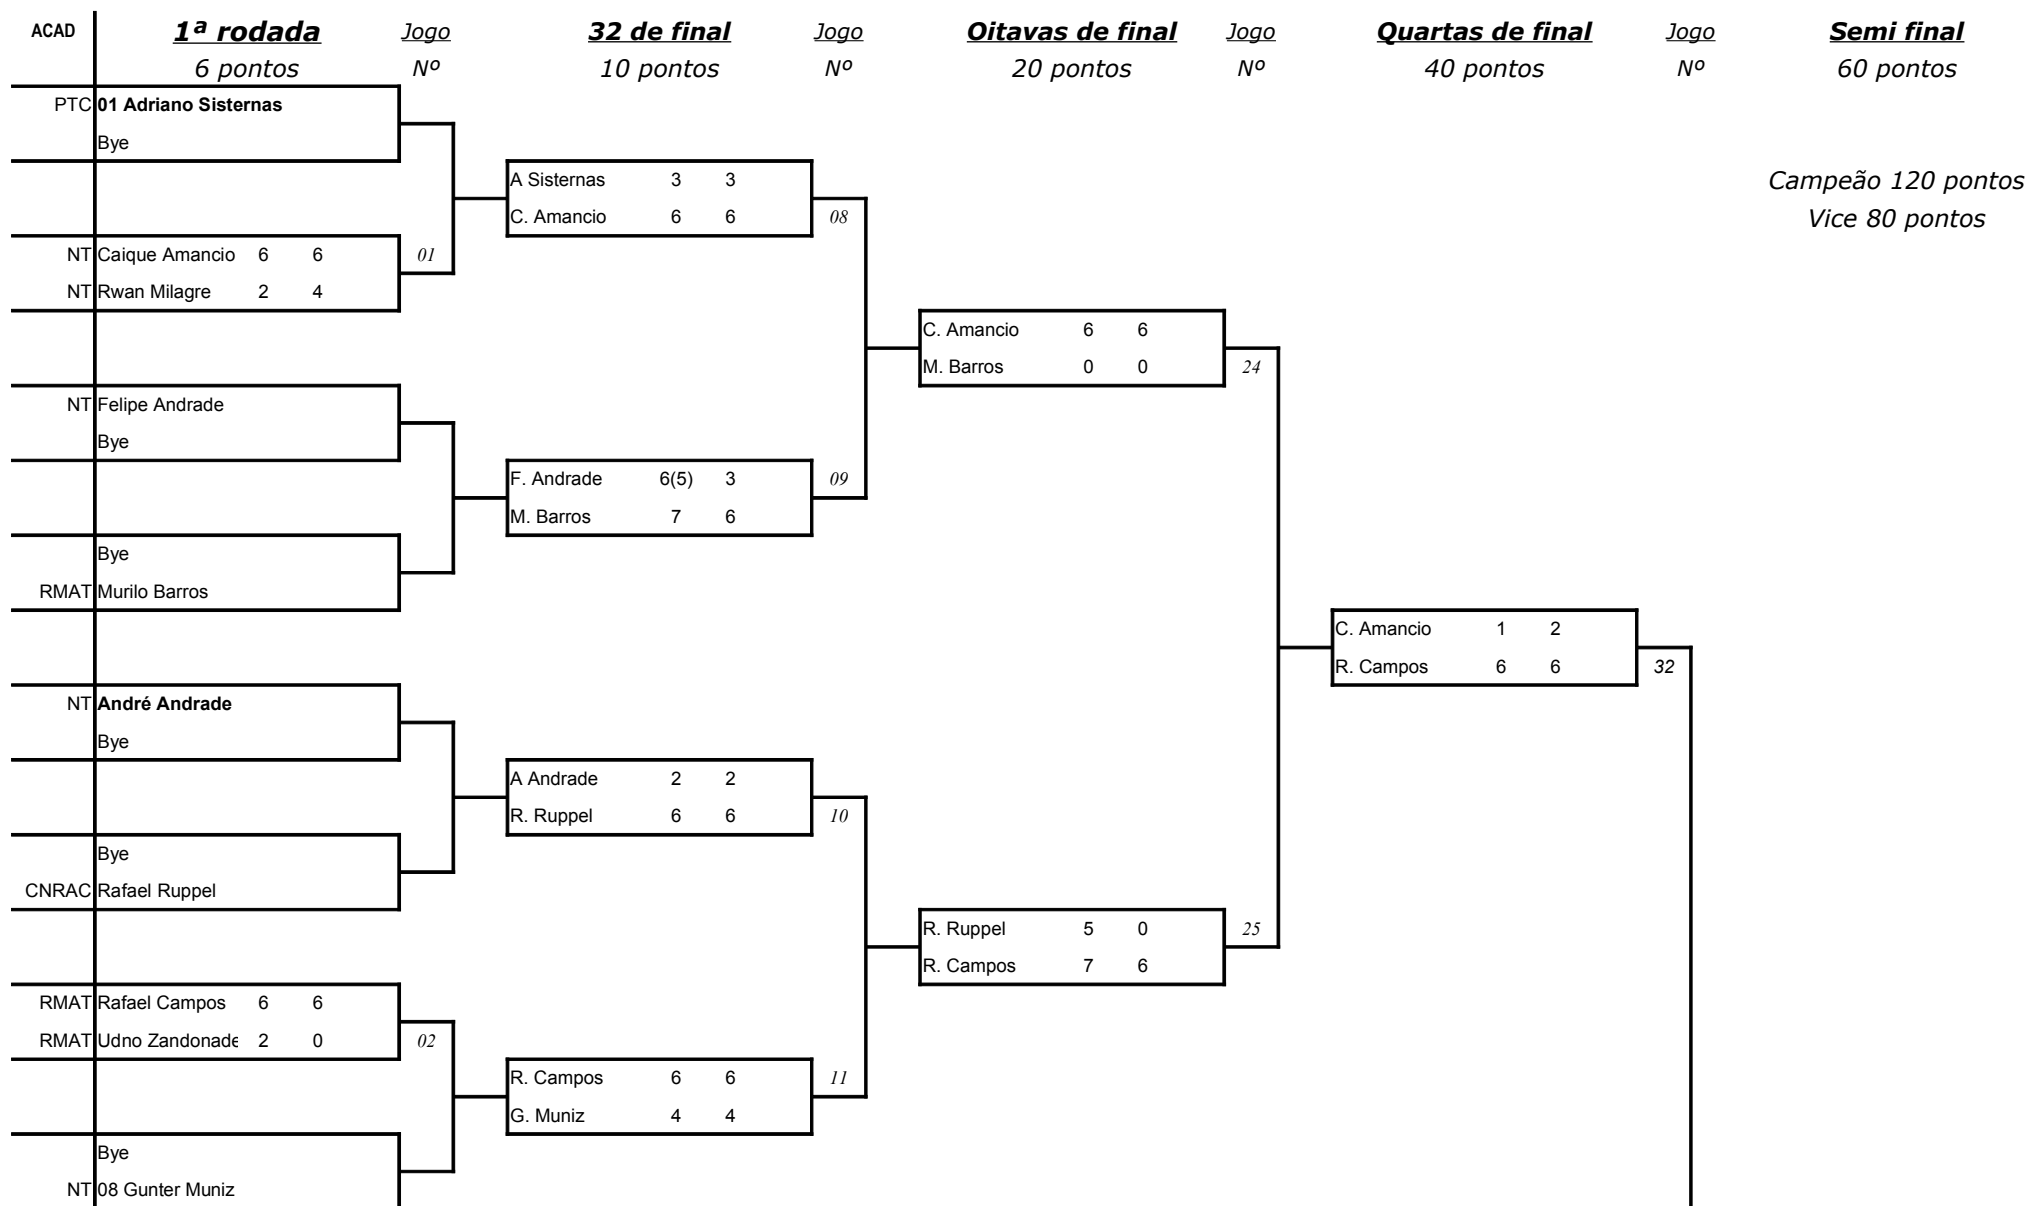 ACAD 1ª rodada Jogo 32 de final Jogo Oitavas de final Jogo Quartas de final Jogo Semi final
6 pontos Nº 10 pontos Nº 20 pontos Nº 40 pontos Nº 60 pontos
PTC 01 Adriano Sisternas
Bye
A Sisternas 3 3
Campeão 120 pontos
C. Amancio 6 6 08
Vice 80 pontos
NT Caique Amancio 6 6 01
NT Rwan Milagre 2 4
C. Amancio 6 6
M. Barros 0 0 24
NT Felipe Andrade
Bye
F. Andrade 6(5) 3 09
M. Barros 7 6
Bye
RMAT Murilo Barros
C. Amancio 1 2
R. Campos 6 6 32
NT André Andrade
Bye
A Andrade 2 2
R. Ruppel 6 6 10
Bye
CNRAC Rafael Ruppel
R. Ruppel 5 0 25
R. Campos 7 6
RMAT Rafael Campos 6 6
RMAT Udno Zandonade 2 0 02
R. Campos 6 6 11
G. Muniz 4 4
Bye
NT 08 Gunter Muniz